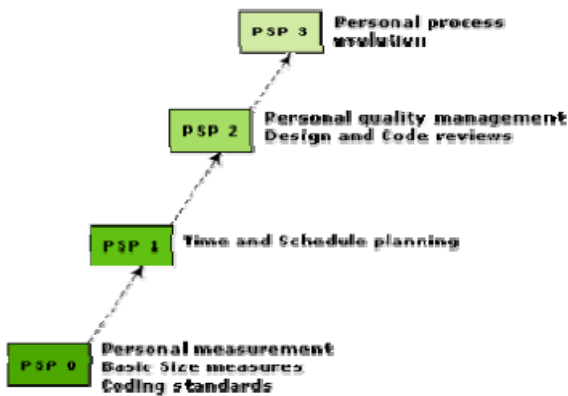 PSP 3
Personal process
evolution
PSP 2
Personal quality management
Design and Code reviews
PSP 1
Time and Schedule planning
PSP 0
Personal measurement
Basic Size measures
Coding standards